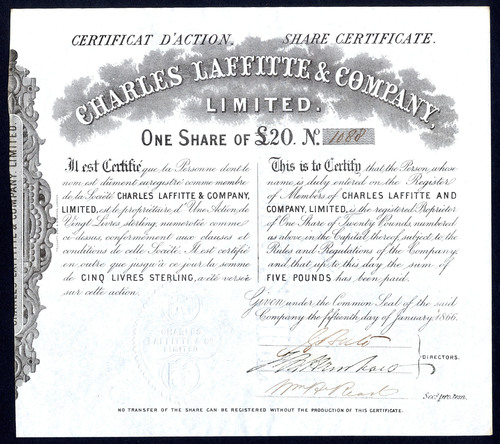 CERTIFICAT D'ACTION. SHARE CERTIFICATE.
CHARLES LAFFITTE & COMPANY,
LIMITED.
ONE SHARE OF £20. No. 1088
Il est Certifié que la Personne dont le
nom est dûment enregistré comme membre
de la Société CHARLES LAFFITTE & COMPANY,
LIMITED, est le propriétaire d'Une Action de
Vingt Livres sterling numérotée comme
ci-dessus, conformément aux clauses et
conditions de cette Société. Il est certifié
en outre que jusqu'à ce jour la somme
de CINQ LIVRES STERLING, a été versée
sur cette action.
This is to Certify that the Person, whose
name is duly entered on the Register
of Members of CHARLES LAFFITTE AND
COMPANY, LIMITED, is the registered Proprietor
of One Share of Twenty Pounds, numbered
as above, in the Capital thereof, subject to the
Rules and Regulations of the Company
and that up to this day the sum of
FIVE POUNDS has been paid.
Given under the Common Seal of the said
Company the fifteenth day of January 1866.
DIRECTORS.
Secy. pro. tem.
NO TRANSFER OF THE SHARE CAN BE REGISTERED WITHOUT THE PRODUCTION OF THIS CERTIFICATE.
COMPANY LIMITED
CHARLES
LIMITED